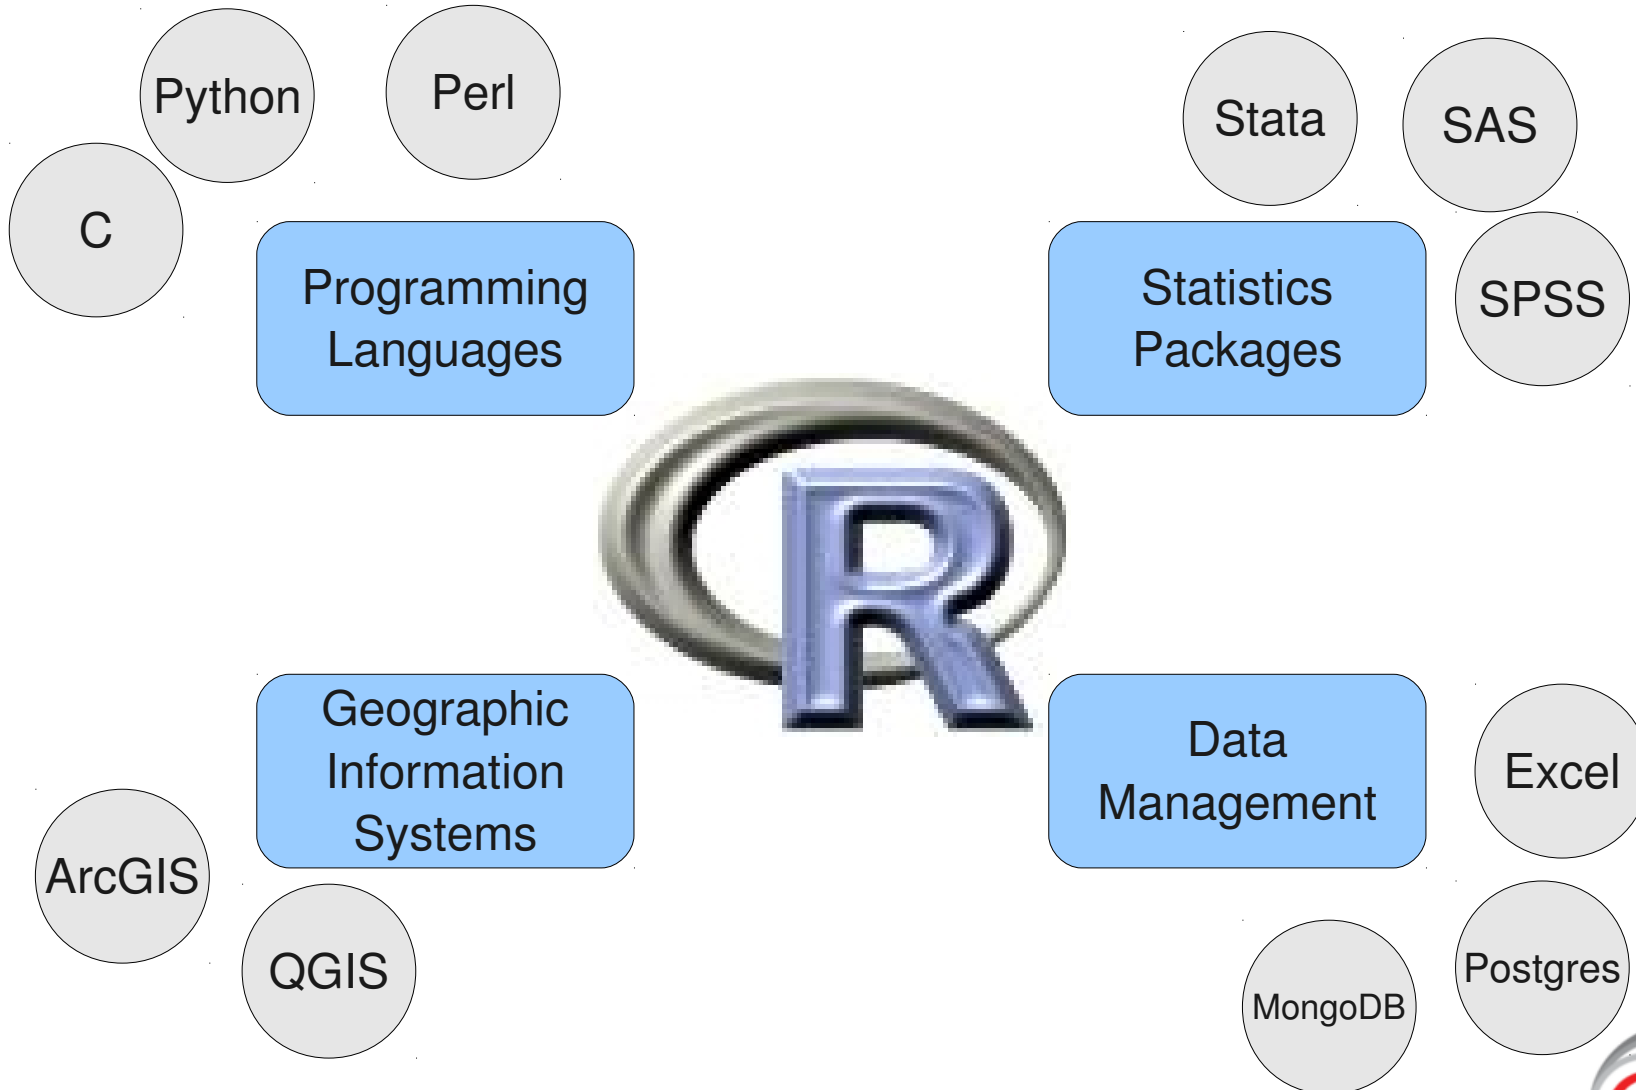 Python
Perl
C
Programming
Languages
Stata
SAS
SPSS
Statistics
Packages
R
Geographic
Information
Systems
ArcGIS
QGIS
Data
Management
Excel
Postgres
MongoDB